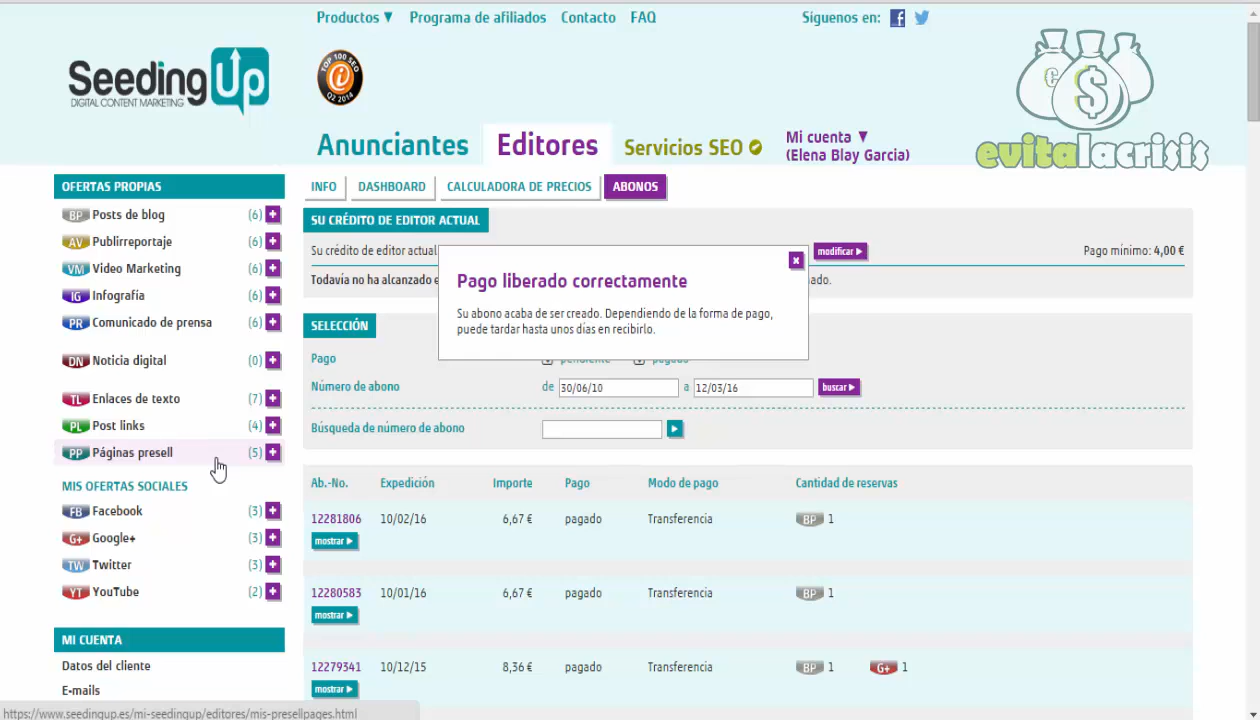 Productos ▼ Programa de afiliados Contacto FAQ Síguenos en:
SeedingUp
DIGITAL CONTENT MARKETING
TOP 100 SEO
Q2 2014
evitalacrisis
Anunciantes Editores Servicios SEO Mi cuenta ▼
(Elena Blay Garcia)
INFO DASHBOARD CALCULADORA DE PRECIOS ABONOS
OFERTAS PROPIAS
BP Posts de blog (6) +
AV Publirreportaje (6) +
VM Video Marketing (6) +
IG Infografía (6) +
PR Comunicado de prensa (6) +
DN Noticia digital (0) +
TL Enlaces de texto (7) +
PL Post links (4) +
PP Páginas presell (5) +
MIS OFERTAS SOCIALES
FB Facebook (3) +
G+ Google+ (3) +
TW Twitter (3) +
YT YouTube (2) +
MI CUENTA
Datos del cliente
E-mails
SU CRÉDITO DE EDITOR ACTUAL
Su crédito de editor actual modificar Pago mínimo: 4,00 €
Todavía no ha alcanzado
Pago liberado correctamente
Su abono acaba de ser creado. Dependiendo de la forma de pago,
puede tardar hasta unos días en recibirlo.
SELECCIÓN
Pago pendiente pagado
Número de abono de 30/06/10 a 12/03/16 buscar
Búsqueda de número de abono
Ab.-No. Expedición Importe Pago Modo de pago Cantidad de reservas
12281806 10/02/16 6,67 € pagado Transferencia BP 1
mostrar
12280583 10/01/16 6,67 € pagado Transferencia BP 1
mostrar
12279341 10/12/15 8,36 € pagado Transferencia BP 1 G+ 1
mostrar
https://www.seedingup.es/mi-seedingup/editores/mis-presellpages.html